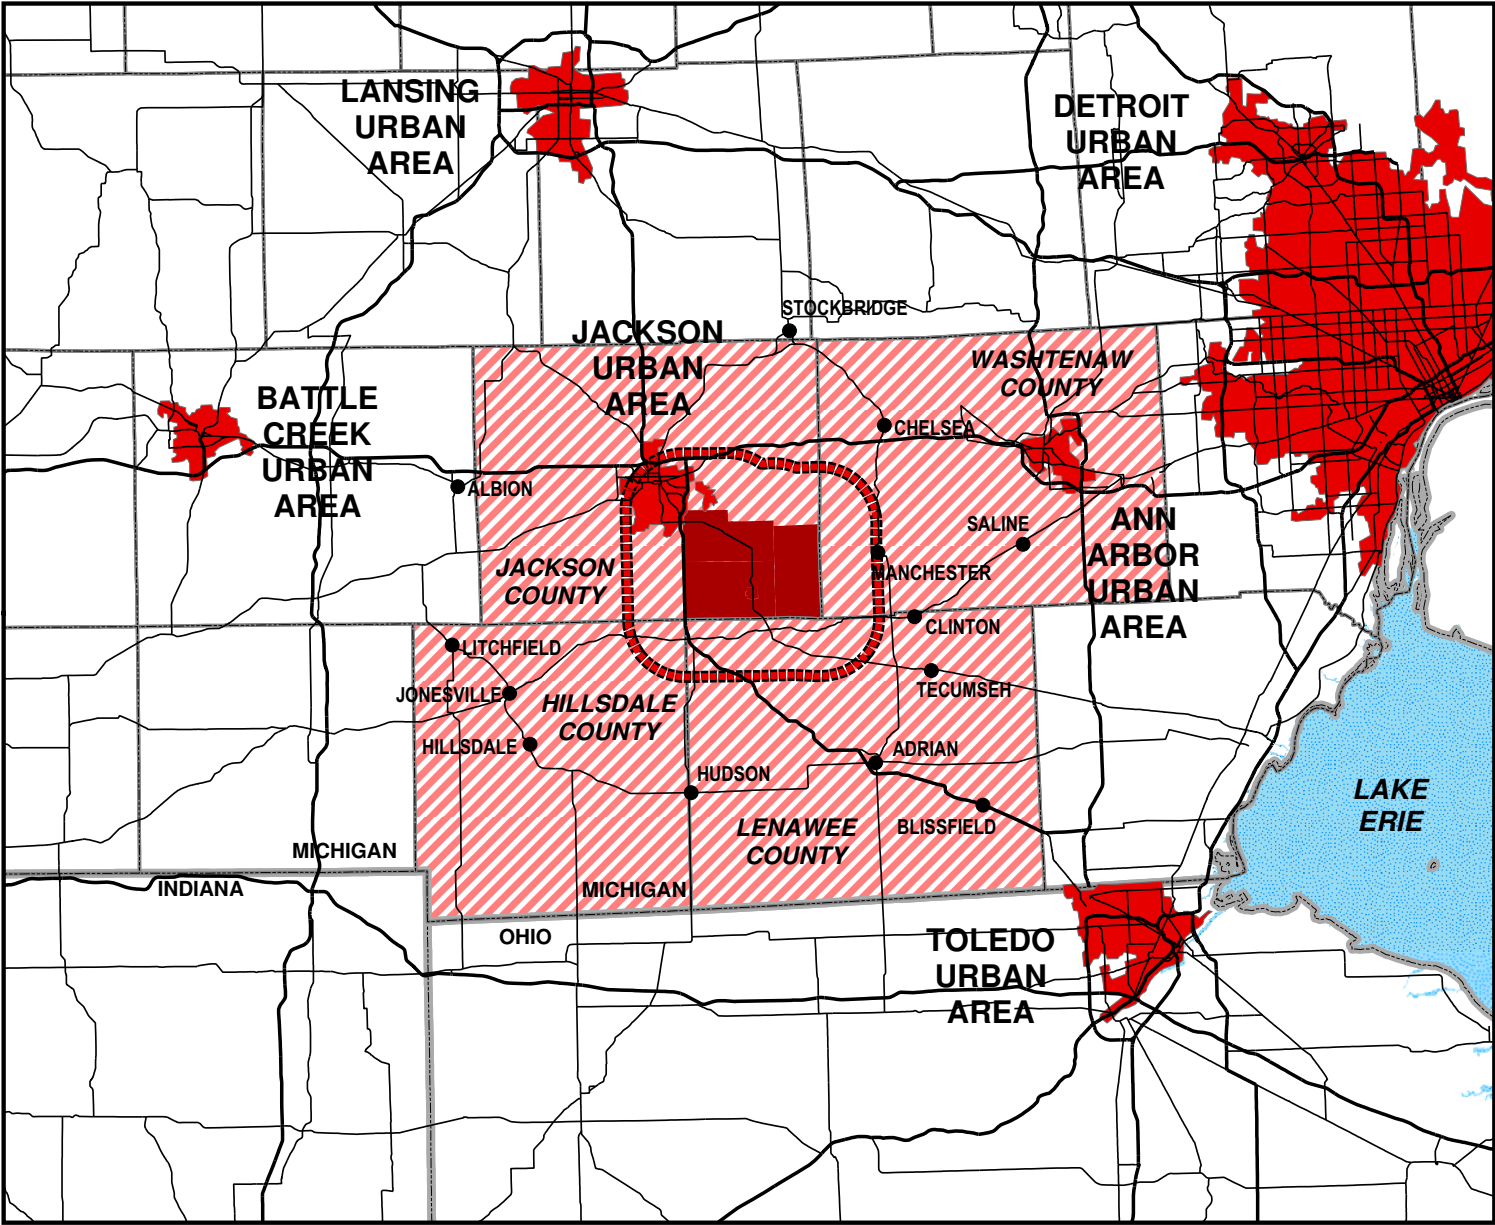 LANSING
URBAN
AREA
DETROIT
URBAN
AREA
STOCKBRIDGE
JACKSON
URBAN
AREA
WASHTENAW
COUNTY
BATTLE
CREEK
URBAN
AREA
CHELSEA
ALBION
SALINE
ANN
ARBOR
URBAN
AREA
JACKSON
COUNTY
MANCHESTER
CLINTON
LITCHFIELD
TECUMSEH
JONESVILLE
HILLSDALE
COUNTY
HILLSDALE
ADRIAN
HUDSON
LAKE
ERIE
BLISSFIELD
LENAWEE
COUNTY
MICHIGAN
INDIANA
MICHIGAN
OHIO
TOLEDO
URBAN
AREA